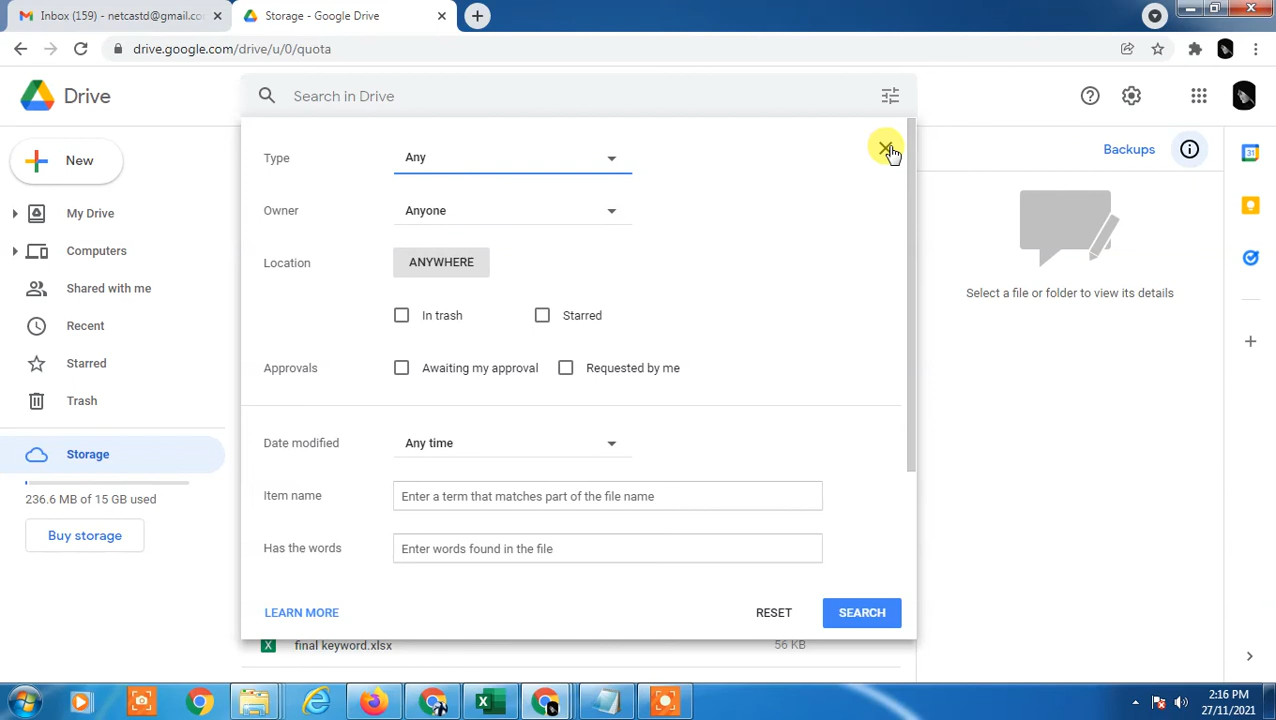 Inbox (159) - netcastd@gmail.co
Storage - Google Drive
drive.google.com/drive/u/0/quota
Drive
Search in Drive
New
Type
Any
Backups
My Drive
Owner
Anyone
Computers
Location
ANYWHERE
Shared with me
Select a file or folder to view its details
Recent
In trash
Starred
Starred
Approvals
Awaiting my approval
Requested by me
Trash
Storage
Date modified
Any time
236.6 MB of 15 GB used
Item name
Enter a term that matches part of the file name
Buy storage
Has the words
Enter words found in the file
LEARN MORE
RESET
SEARCH
final keyword.xlsx
56 KB
2:16 PM
27/11/2021